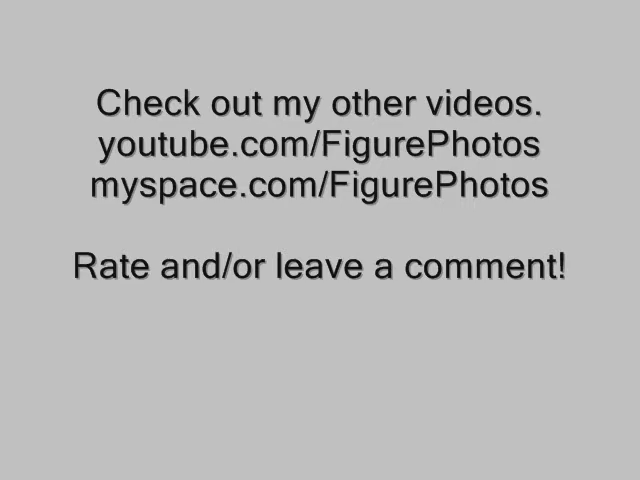 Check out my other videos.
youtube.com/FigurePhotos
myspace.com/FigurePhotos
Rate and/or leave a comment!